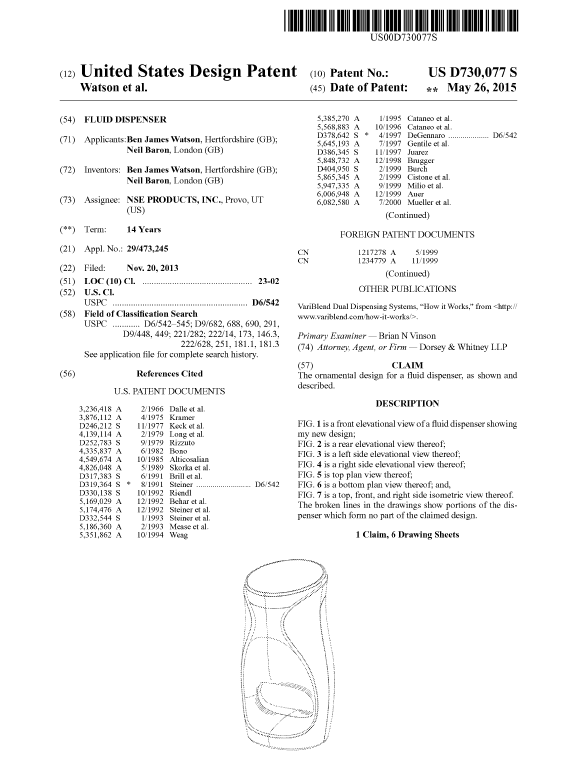 US00D730077S
(12) United States Design Patent
Watson et al.
(10) Patent No.: US D730,077 S
(45) Date of Patent: ** May 26, 2015
(54) FLUID DISPENSER
(71) Applicants: Ben James Watson, Hertfordshire (GB);
Neil Baron, London (GB)
(72) Inventors: Ben James Watson, Hertfordshire (GB);
Neil Baron, London (GB)
(73) Assignee: NSE PRODUCTS, INC., Provo, UT
(US)
(**) Term: 14 Years
(21) Appl. No.: 29/473,245
(22) Filed: Nov. 20, 2013
(51) LOC (10) Cl. ................................................ 23-02
(52) U.S. Cl.
USPC ........................................................ D6/542
(58) Field of Classification Search
USPC ............ D6/542–545; D9/682, 688, 690, 291,
D9/448, 449; 221/282; 222/14, 173, 146.3,
222/628, 251, 181.1, 181.3
See application file for complete search history.
(56) References Cited
U.S. PATENT DOCUMENTS
3,236,418 A 2/1966 Dalle et al.
3,876,112 A 4/1975 Kramer
D246,212 S 11/1977 Keck et al.
4,139,114 A 2/1979 Long et al.
D252,783 S 9/1979 Rizzuto
4,335,837 A 6/1982 Bono
4,549,674 A 10/1985 Alticosalian
4,826,048 A 5/1989 Skorka et al.
D317,383 S 6/1991 Brill et al.
D319,364 S * 8/1991 Steiner ........................ D6/542
D330,138 S 10/1992 Riendl
5,169,029 A 12/1992 Behar et al.
5,174,476 A 12/1992 Steiner et al.
D332,544 S 1/1993 Steiner et al.
5,186,360 A 2/1993 Mease et al.
5,351,862 A 10/1994 Weag
5,385,270 A 1/1995 Cataneo et al.
5,568,883 A 10/1996 Cataneo et al.
D378,642 S * 4/1997 DeGennaro .................. D6/542
5,645,193 A 7/1997 Gentile et al.
D386,345 S 11/1997 Juarez
5,848,732 A 12/1998 Brugger
D404,950 S 2/1999 Burch
5,865,345 A 2/1999 Cistone et al.
5,947,335 A 9/1999 Milio et al.
6,006,948 A 12/1999 Auer
6,082,580 A 7/2000 Mueller et al.
(Continued)
FOREIGN PATENT DOCUMENTS
CN 1217278 A 5/1999
CN 1234779 A 11/1999
(Continued)
OTHER PUBLICATIONS
VariBlend Dual Dispensing Systems, “How it Works,” from <http://
www.variblend.com/how-it-works/>.
Primary Examiner — Brian N Vinson
(74) Attorney, Agent, or Firm — Dorsey & Whitney LLP
(57) CLAIM
The ornamental design for a fluid dispenser, as shown and
described.
DESCRIPTION
FIG. 1 is a front elevational view of a fluid dispenser showing
my new design;
FIG. 2 is a rear elevational view thereof;
FIG. 3 is a left side elevational view thereof;
FIG. 4 is a right side elevational view thereof;
FIG. 5 is top plan view thereof;
FIG. 6 is a bottom plan view thereof; and,
FIG. 7 is a top, front, and right side isometric view thereof.
The broken lines in the drawings show portions of the dis-
penser which form no part of the claimed design.
1 Claim, 6 Drawing Sheets